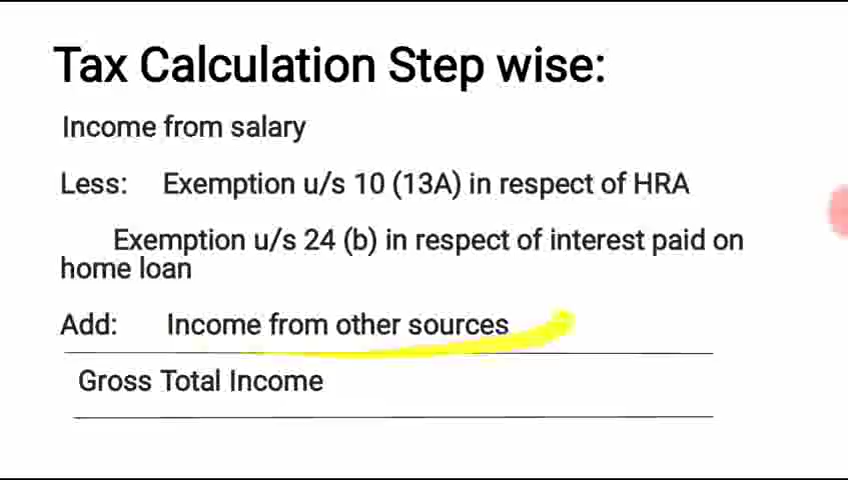 Tax Calculation Step wise:
Income from salary
Less: Exemption u/s 10 (13A) in respect of HRA
Exemption u/s 24 (b) in respect of interest paid on
home loan
Add: Income from other sources
Gross Total Income